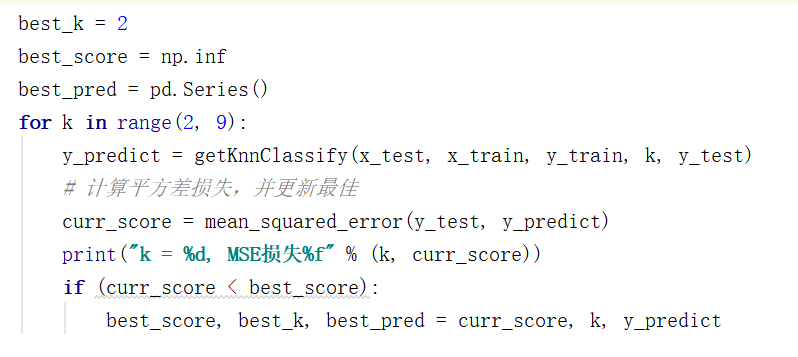 best_k = 2
best_score = np.inf
best_pred = pd.Series()
for k in range(2, 9):
    y_predict = getKnnClassify(x_test, x_train, y_train, k, y_test)
    # 计算平方差损失，并更新最佳
    curr_score = mean_squared_error(y_test, y_predict)
    print("k = %d, MSE损失%f" % (k, curr_score))
    if (curr_score < best_score):
        best_score, best_k, best_pred = curr_score, k, y_predict